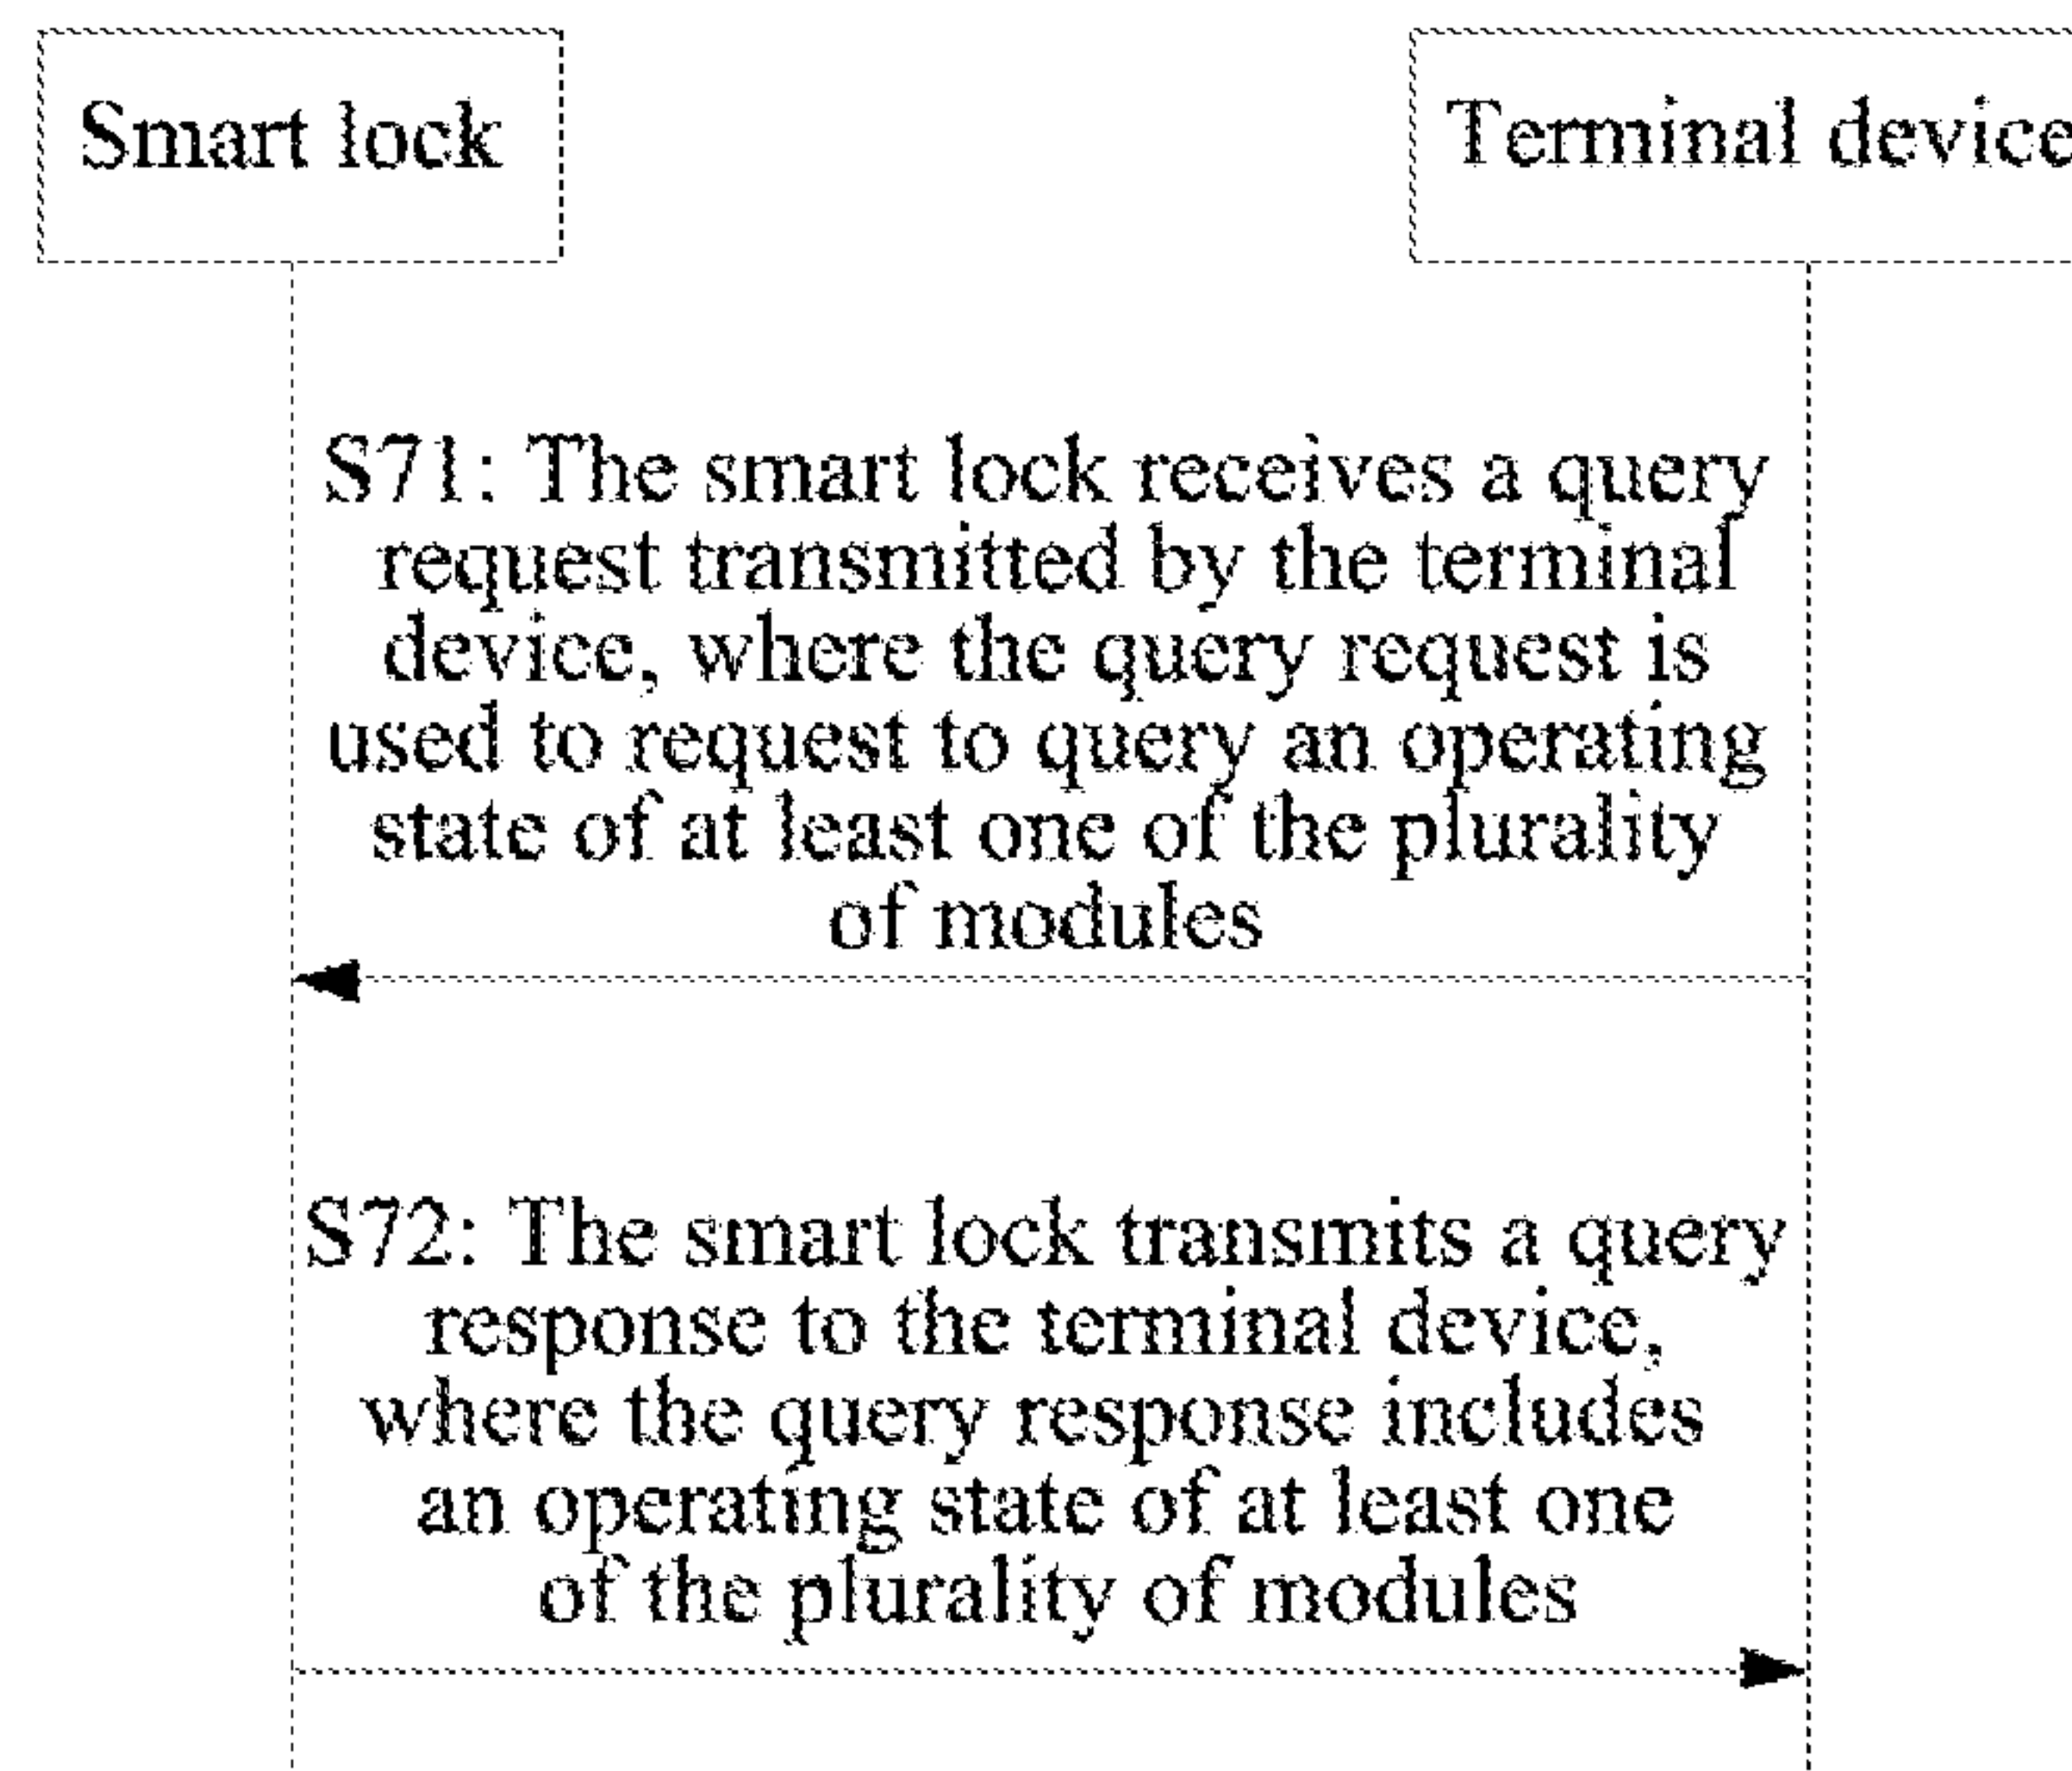 Smart lock
Terminal device
S71: The smart lock receives a query
request transmitted by the terminal
device, where the query request is
used to request to query an operating
state of at least one of the plurality
of modules
S72: The smart lock transmits a query
response to the terminal device,
where the query response includes
an operating state of at least one
of the plurality of modules